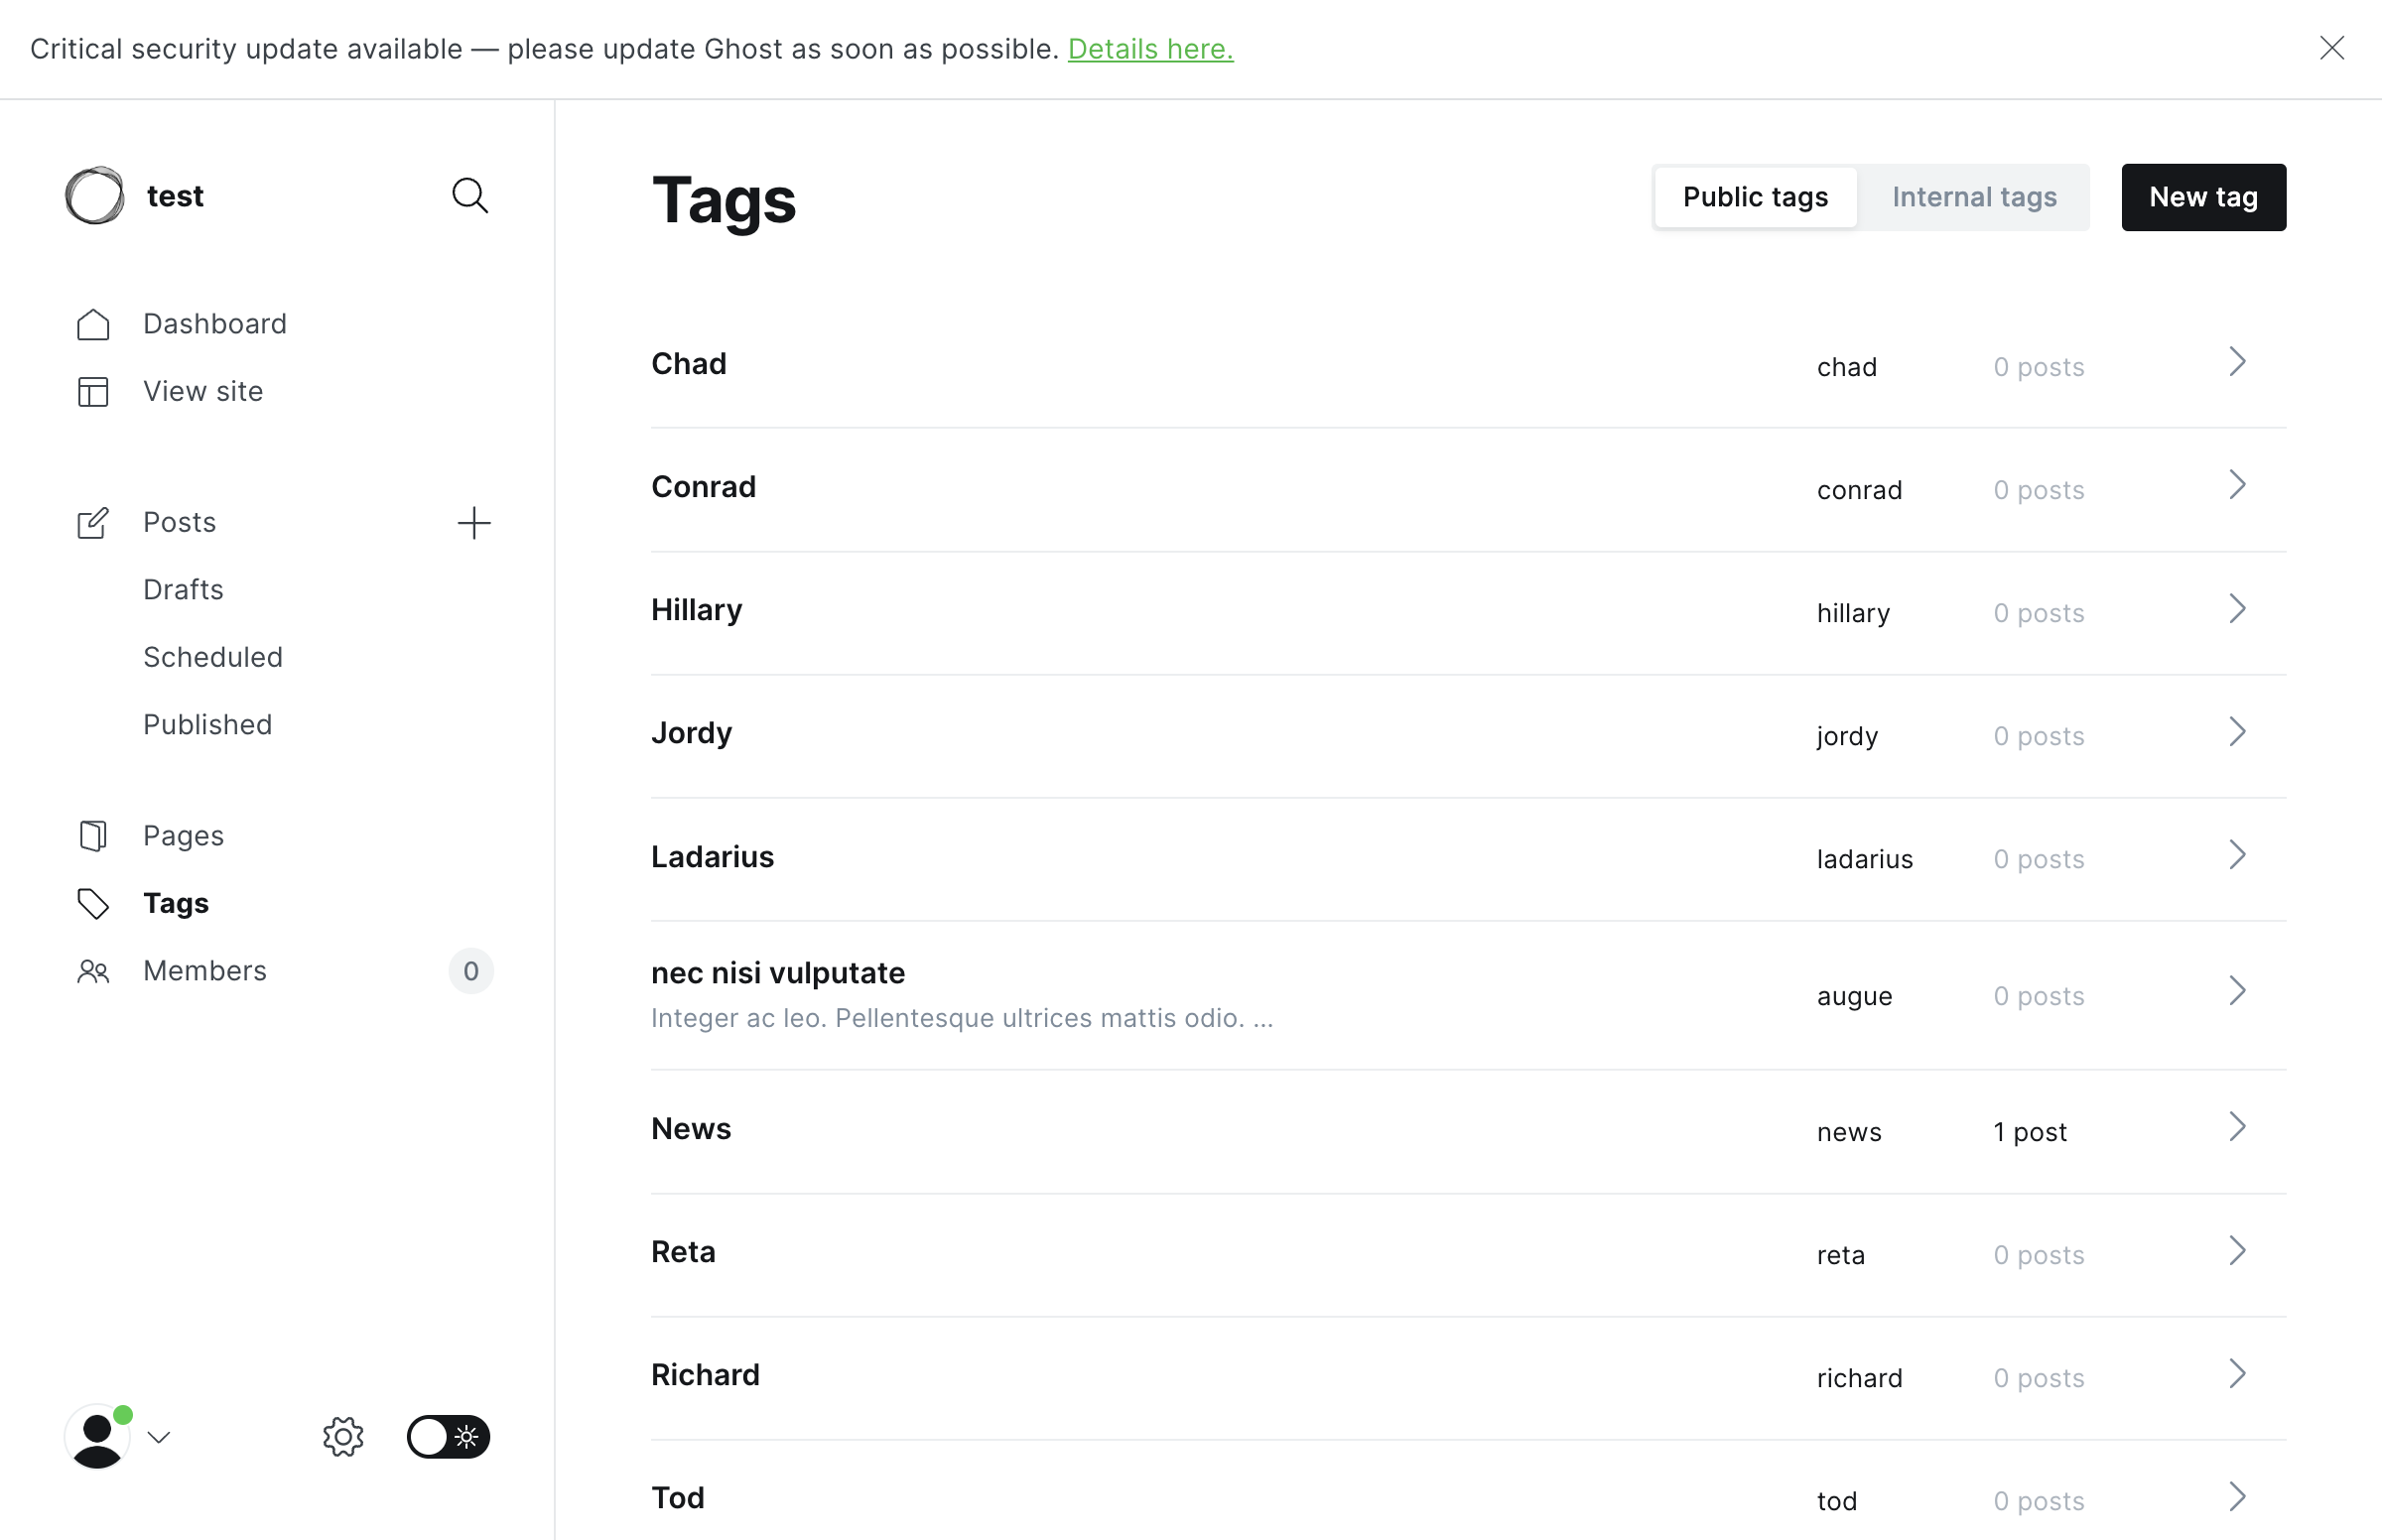 Critical security update available — please update Ghost as soon as possible. Details here.
test
Dashboard
View site
Posts
Drafts
Scheduled
Published
Pages
Tags
Members 0
Tags
Public tags Internal tags New tag
Chad chad 0 posts
Conrad conrad 0 posts
Hillary hillary 0 posts
Jordy jordy 0 posts
Ladarius ladarius 0 posts
nec nisi vulputate augue 0 posts
Integer ac leo. Pellentesque ultrices mattis odio. ...
News news 1 post
Reta reta 0 posts
Richard richard 0 posts
Tod tod 0 posts